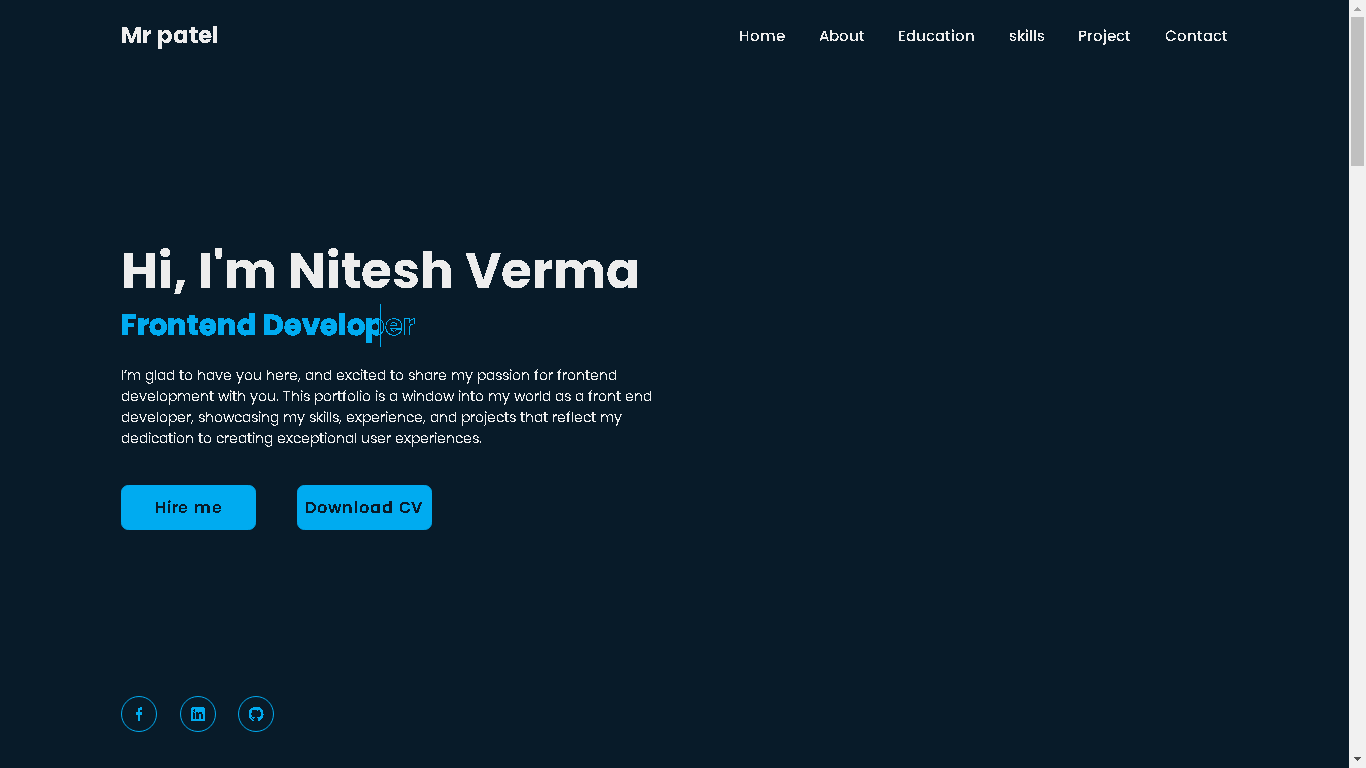 Mr patel
Home About Education skills Project Contact
Hi, I'm Nitesh Verma
Frontend Developer
I’m glad to have you here, and excited to share my passion for frontend
development with you. This portfolio is a window into my world as a front end
developer, showcasing my skills, experience, and projects that reflect my
dedication to creating exceptional user experiences.
Hire me
Download CV